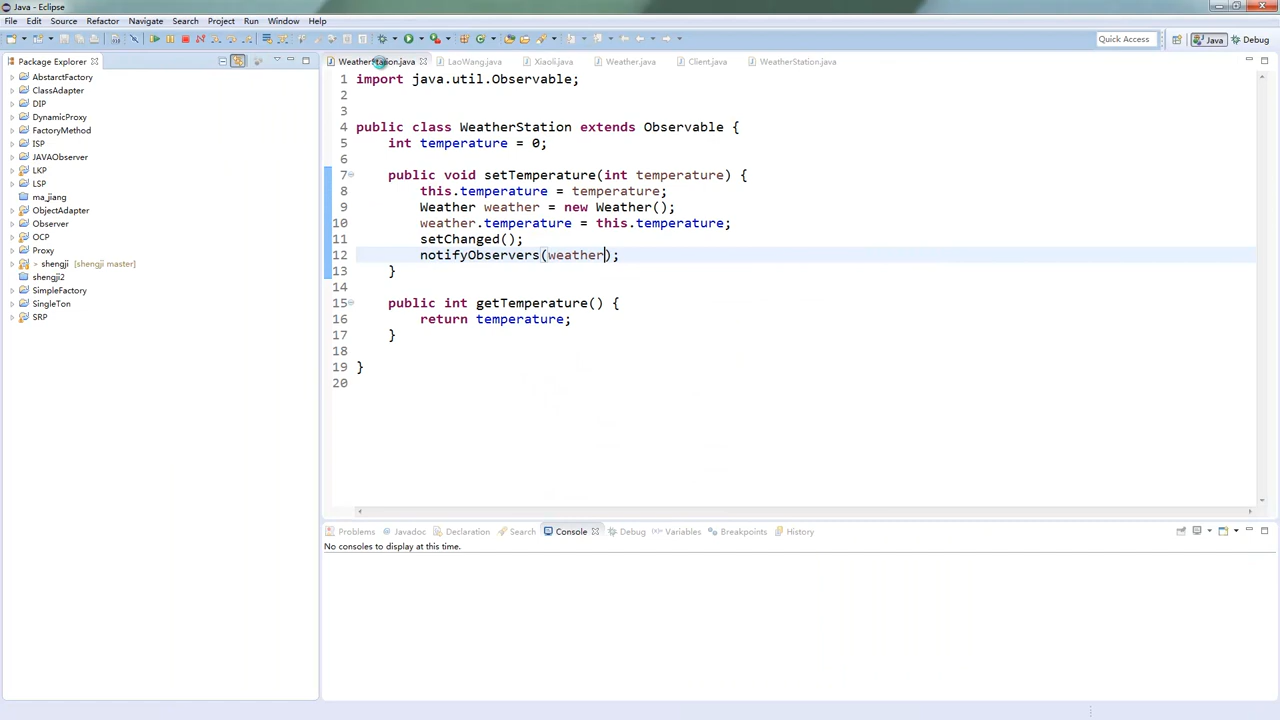 Java - Eclipse
File Edit Source Refactor Navigate Search Project Run Window Help
Quick Access Java Debug
Package Explorer
AbstarctFactory
ClassAdapter
DIP
DynamicProxy
FactoryMethod
ISP
JAVAObserver
LKP
LSP
ma_jiang
ObjectAdapter
Observer
OCP
Proxy
> shengji [shengji master]
shengji2
SimpleFactory
SingleTon
SRP
WeatherStation.java LaoWang.java Xiaoli.java Weather.java Client.java WeatherStation.java
1 import java.util.Observable;
2
3
4 public class WeatherStation extends Observable {
5 int temperature = 0;
6
7 public void setTemperature(int temperature) {
8 this.temperature = temperature;
9 Weather weather = new Weather();
10 weather.temperature = this.temperature;
11 setChanged();
12 notifyObservers(weather);
13 }
14
15 public int getTemperature() {
16 return temperature;
17 }
18
19 }
20
Problems Javadoc Declaration Search Console Debug Variables Breakpoints History
No consoles to display at this time.